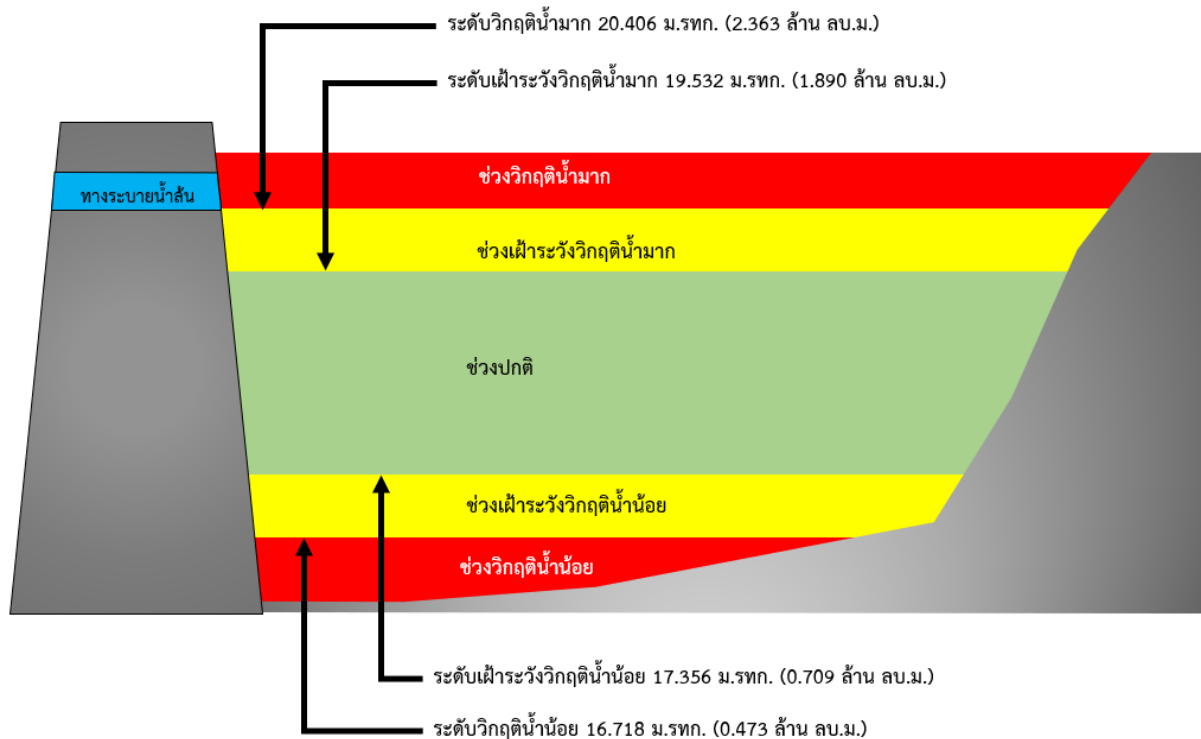 ระดับวิกฤติน้ำมาก 20.406 ม.รทก. (2.363 ล้าน ลบ.ม.)
ระดับเฝ้าระวังวิกฤติน้ำมาก 19.532 ม.รทก. (1.890 ล้าน ลบ.ม.)
ช่วงวิกฤติน้ำมาก
ทางระบายน้ำล้น
ช่วงเฝ้าระวังวิกฤติน้ำมาก
ช่วงปกติ
ช่วงเฝ้าระวังวิกฤติน้ำน้อย
ช่วงวิกฤติน้ำน้อย
ระดับเฝ้าระวังวิกฤติน้ำน้อย 17.356 ม.รทก. (0.709 ล้าน ลบ.ม.)
ระดับวิกฤติน้ำน้อย 16.718 ม.รทก. (0.473 ล้าน ลบ.ม.)